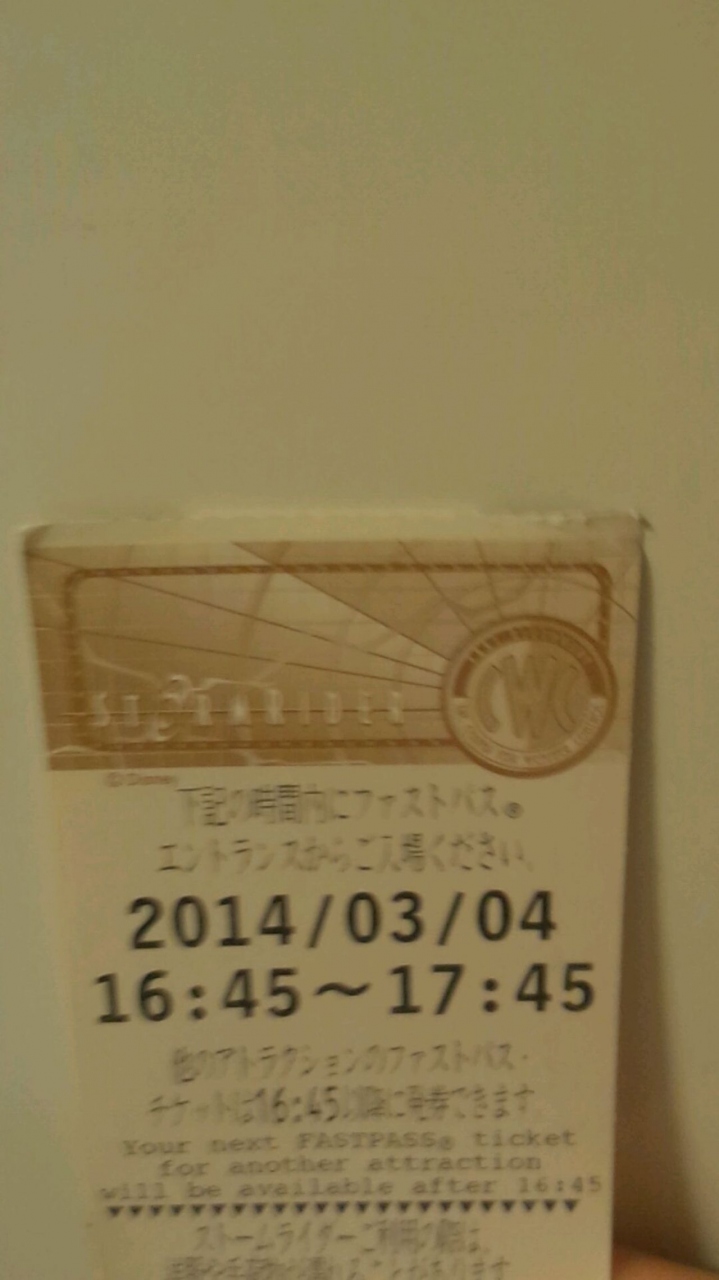 STORMRIDER
CWC
© Disney
下記の時間内にファストパス®
エントランスからご入場ください。
2014/03/04
16:45～17:45
他のアトラクションのファストパス・
チケットは16:45以降に発券できます
Your next FASTPASS® ticket
for another attraction
will be available after 16:45
ストームライダーご利用の際は、